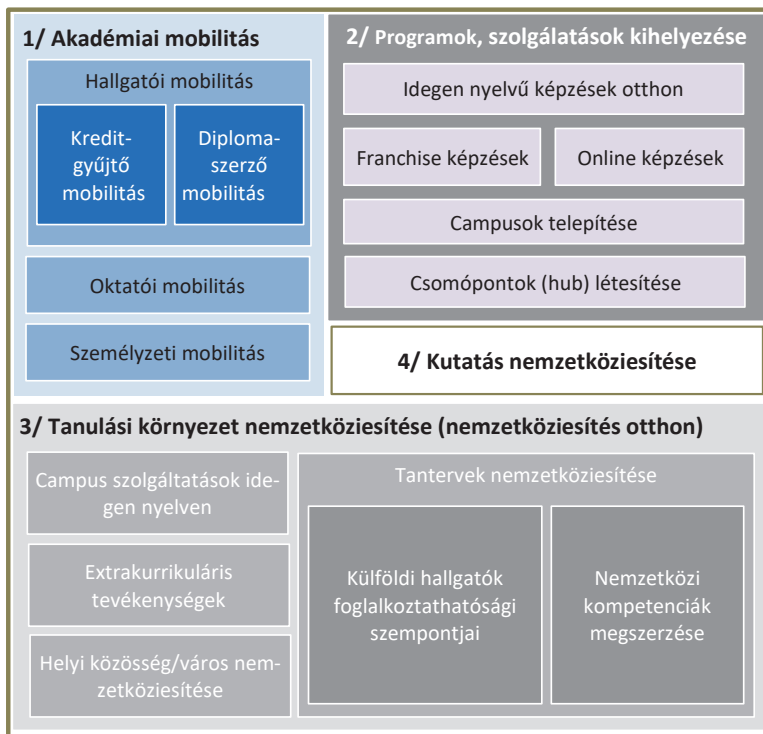 1/ Akadémiai mobilitás
Hallgatói mobilitás
Kredit-
gyűjtő
mobilitás
Diploma-
szerző
mobilitás
Oktatói mobilitás
Személyzeti mobilitás
2/ Programok, szolgálatások kihelyezése
Idegen nyelvű képzések otthon
Franchise képzések
Online képzések
Campusok telepítése
Csomópontok (hub) létesítése
4/ Kutatás nemzetköziesítése
3/ Tanulási környezet nemzetköziesítése (nemzetköziesítés otthon)
Campus szolgáltatások ide-
gen nyelven
Extrakurrikuláris
tevékenységek
Helyi közösség/város nem-
zetköziesítése
Tantervek nemzetköziesítése
Külföldi hallgatók
foglalkoztathatósági
szempontjai
Nemzetközi
kompetenciák
megszerzése